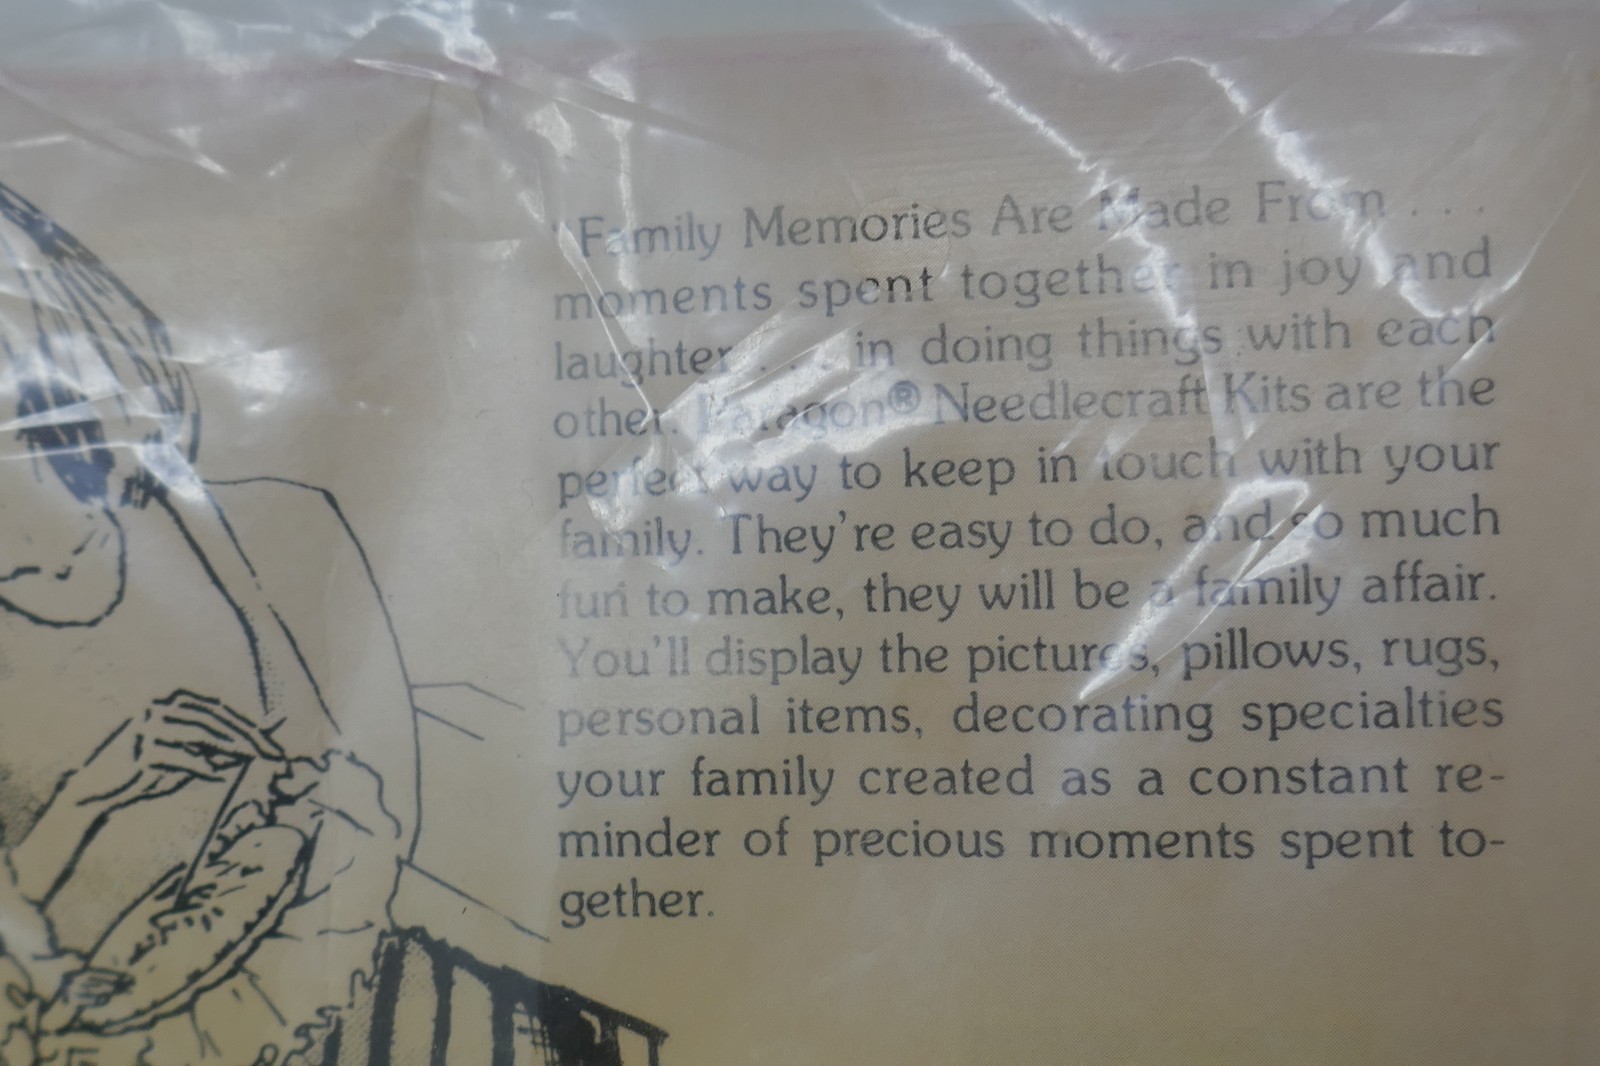 "Family Memories Are Made From . . .
moments spent together in joy and
laughter . . . in doing things with each
other. Paragon® Needlecraft Kits are the
perfect way to keep in touch with your
family. They're easy to do, and so much
fun to make, they will be a family affair.
You'll display the pictures, pillows, rugs,
personal items, decorating specialties
your family created as a constant re-
minder of precious moments spent to-
gether.